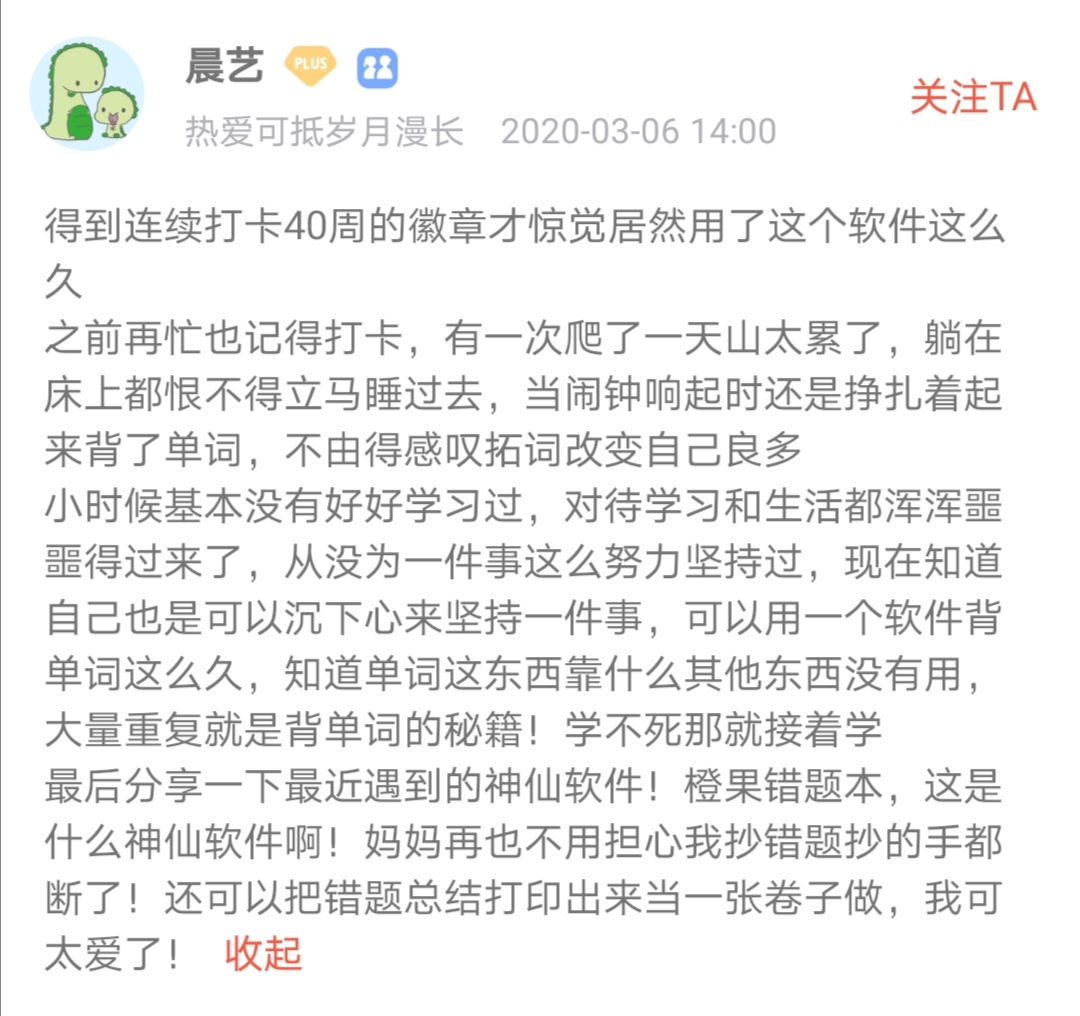 晨艺 PLUS
关注TA
热爱可抵岁月漫长 2020-03-06 14:00
得到连续打卡40周的徽章才惊觉居然用了这个软件这么
久
之前再忙也记得打卡，有一次爬了一天山太累了，躺在
床上都恨不得立马睡过去，当闹钟响起时还是挣扎着起
来背了单词，不由得感叹拓词改变自己良多
小时候基本没有好好学习过，对待学习和生活都浑浑噩
噩得过来了，从没为一件事这么努力坚持过，现在知道
自己也是可以沉下心来坚持一件事，可以用一个软件背
单词这么久，知道单词这东西靠什么其他东西没有用，
大量重复就是背单词的秘籍！学不死那就接着学
最后分享一下最近遇到的神仙软件！橙果错题本，这是
什么神仙软件啊！妈妈再也不用担心我抄错题抄的手都
断了！还可以把错题总结打印出来当一张卷子做，我可
太爱了！ 收起